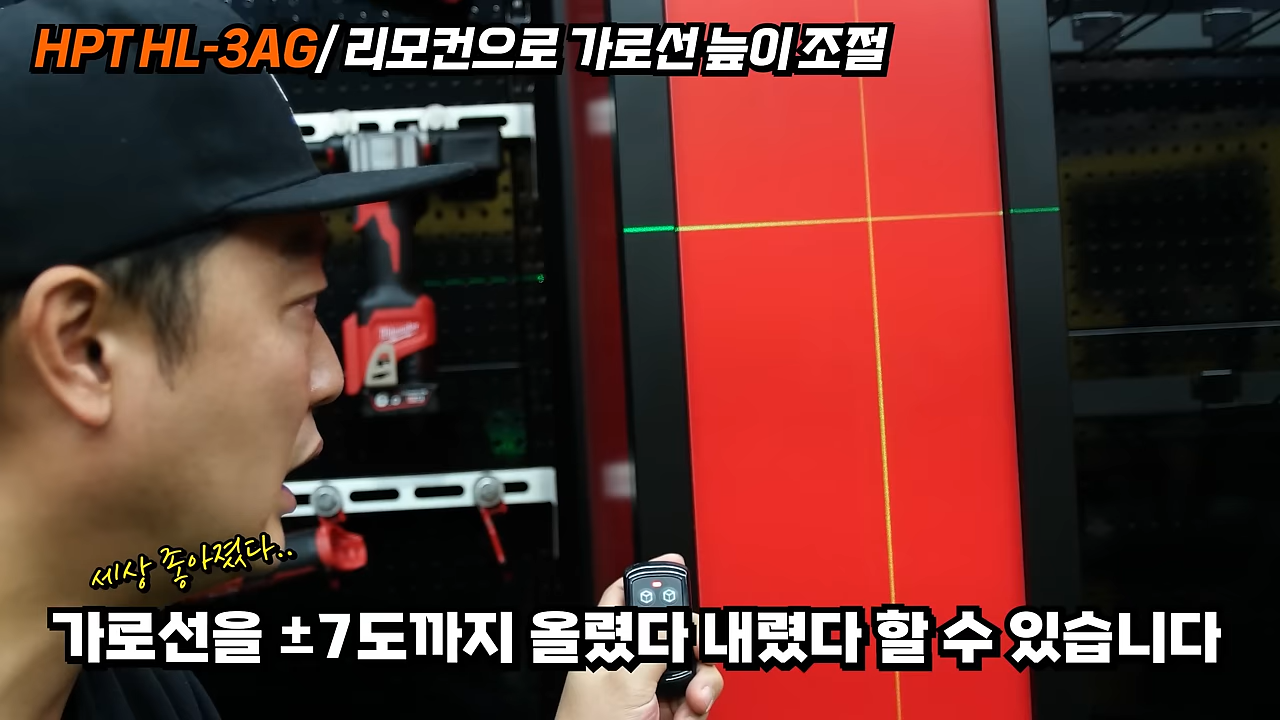 HPT HL-3AG/ 리모컨으로 가로선 높이 조절
Milwaukee
세상 좋아졌다..
가로선을 ±7도까지 올렸다 내렸다 할 수 있습니다